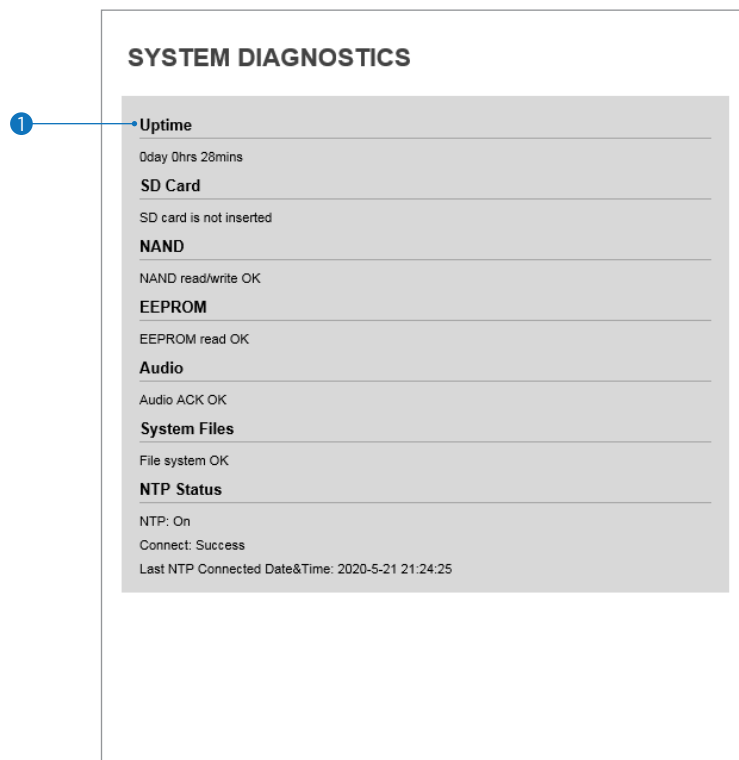 SYSTEM DIAGNOSTICS
1
Uptime
0day 0hrs 28mins
SD Card
SD card is not inserted
NAND
NAND read/write OK
EEPROM
EEPROM read OK
Audio
Audio ACK OK
System Files
File system OK
NTP Status
NTP: On
Connect: Success
Last NTP Connected Date&Time: 2020-5-21 21:24:25